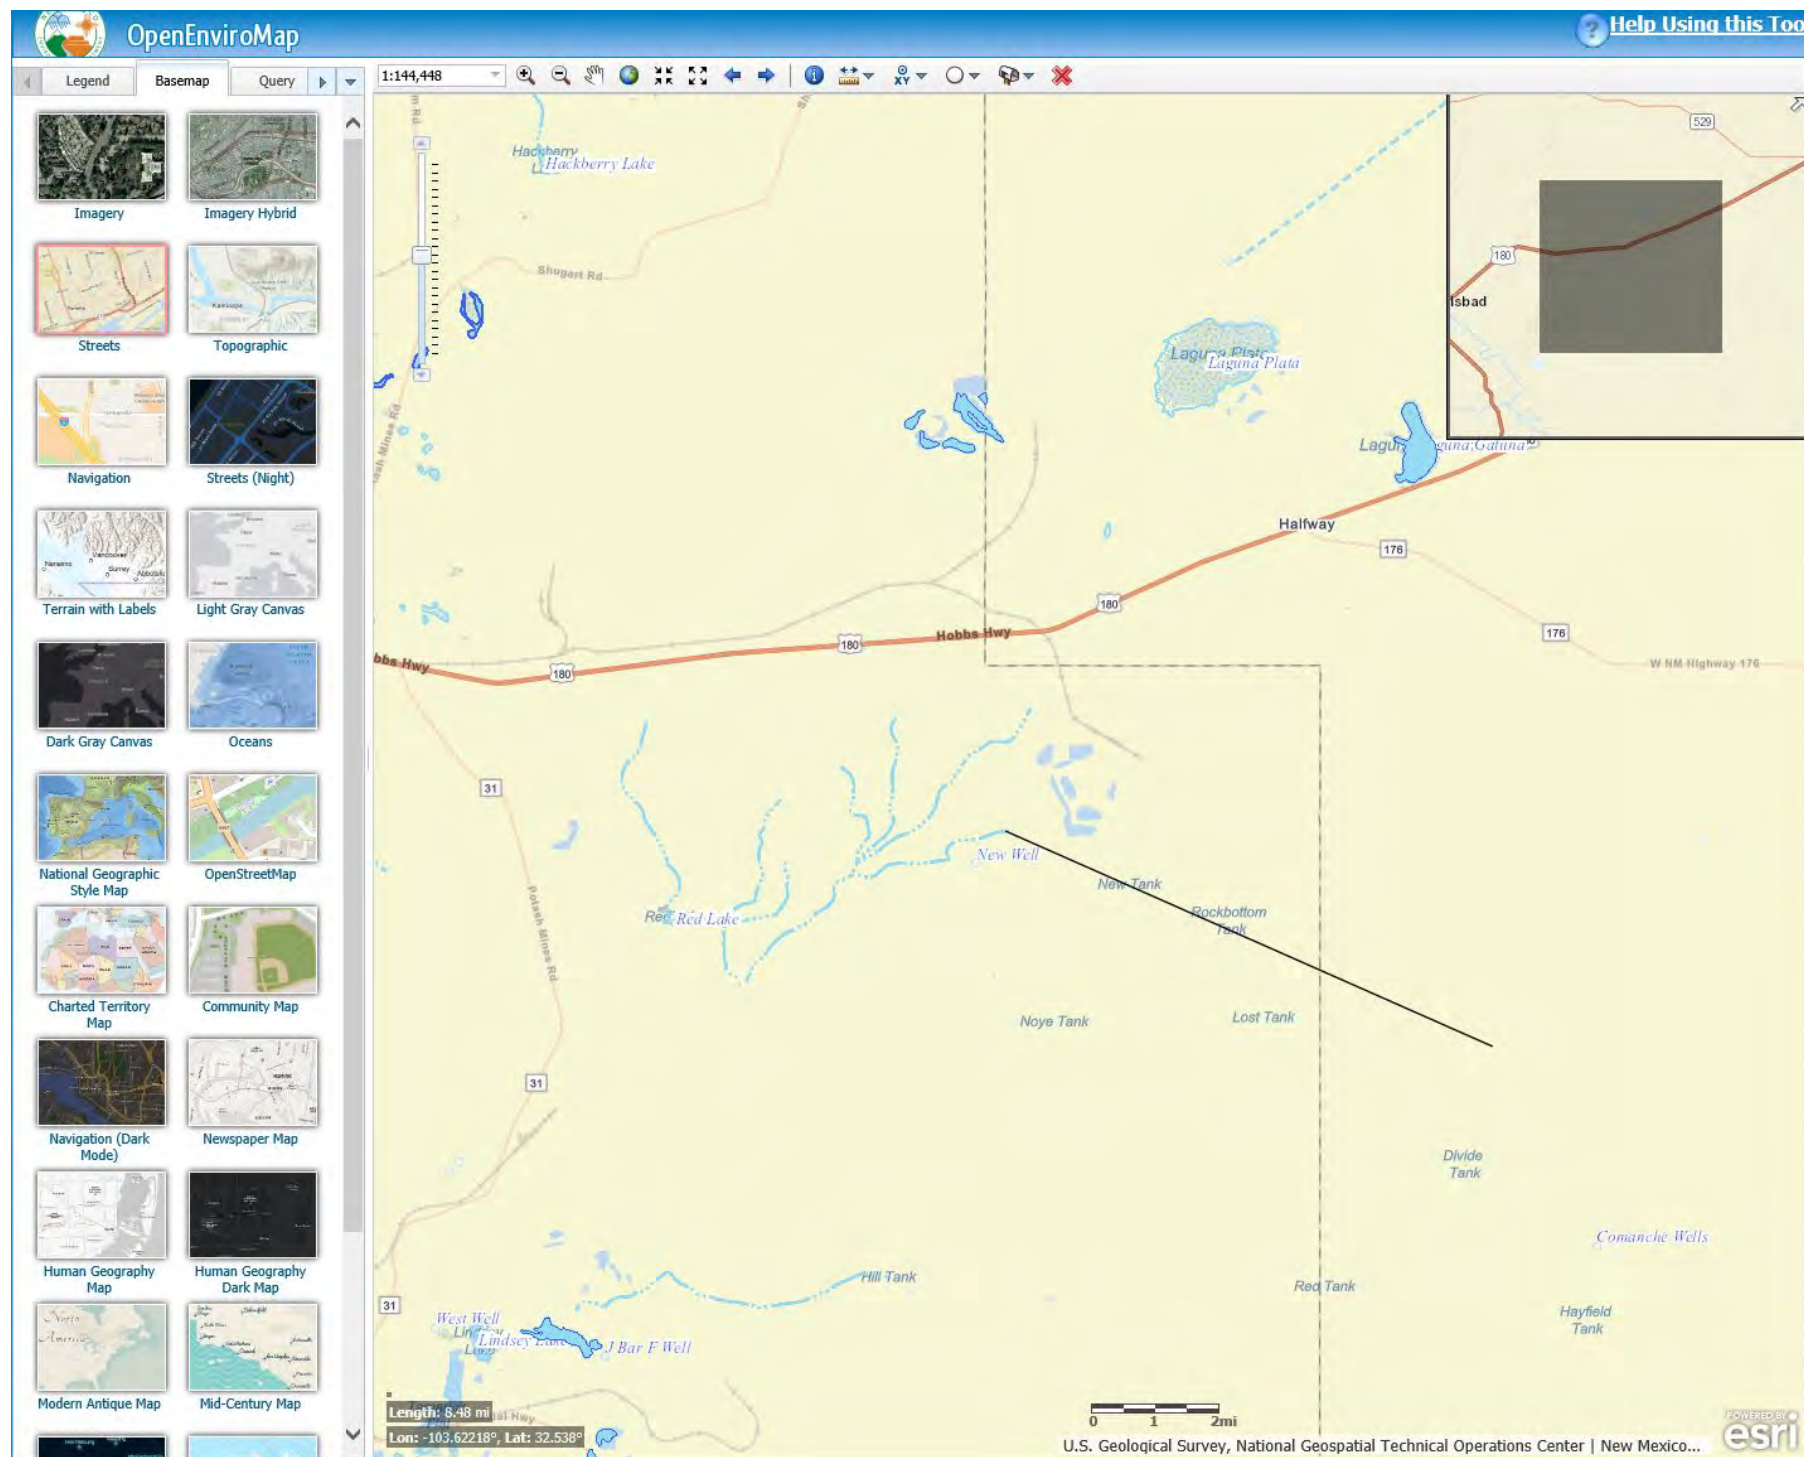 OpenEnviroMap
Help Using this Too
Legend
Basemap
Query
1:144,448
Imagery
Imagery Hybrid
Streets
Topographic
Navigation
Streets (Night)
Terrain with Labels
Light Gray Canvas
Dark Gray Canvas
Oceans
National Geographic
Style Map
OpenStreetMap
Charted Territory
Map
Community Map
Navigation (Dark
Mode)
Newspaper Map
Human Geography
Map
Human Geography
Dark Map
Modern Antique Map
Mid-Century Map
Hackberry
Hackberry Lake
Shugart Rd
529
180
lsbad
Laguna Plata
Laguna Plata
Halfway
176
180
176
180
Hobbs Hwy
bbs Hwy
180
W NM Highway 176
31
New Well
New Tank
Red Lake
Rockbottom
Tank
Potash Mines Rd
Noye Tank
Lost Tank
31
Divide
Tank
Comanche Wells
Hill Tank
Red Tank
31
Hayfield
Tank
West Well
Lindsey Lake
J Bar F Well
Length: 8.48 mi
Lon: -103.62218°, Lat: 32.538°
0 1 2mi
POWERED BY
esri
U.S. Geological Survey, National Geospatial Technical Operations Center | New Mexico...